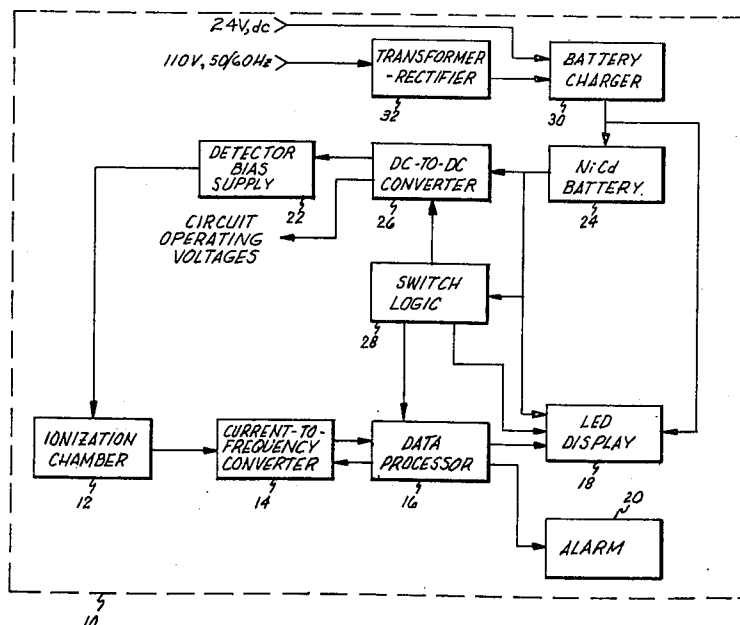 24V, dc
110V, 50/60Hz
TRANSFORMER
-RECTIFIER
32
BATTERY
CHARGER
30
DETECTOR
BIAS
SUPPLY
22
DC-TO-DC
CONVERTER
26
NiCd
BATTERY.
24
CIRCUIT
OPERATING
VOLTAGES
SWITCH
LOGIC
28
IONIZATION
CHAMBER
12
CURRENT-TO-
FREQUENCY
CONVERTER
14
DATA
PROCESSOR
16
LED
DISPLAY
18
20
ALARM
10